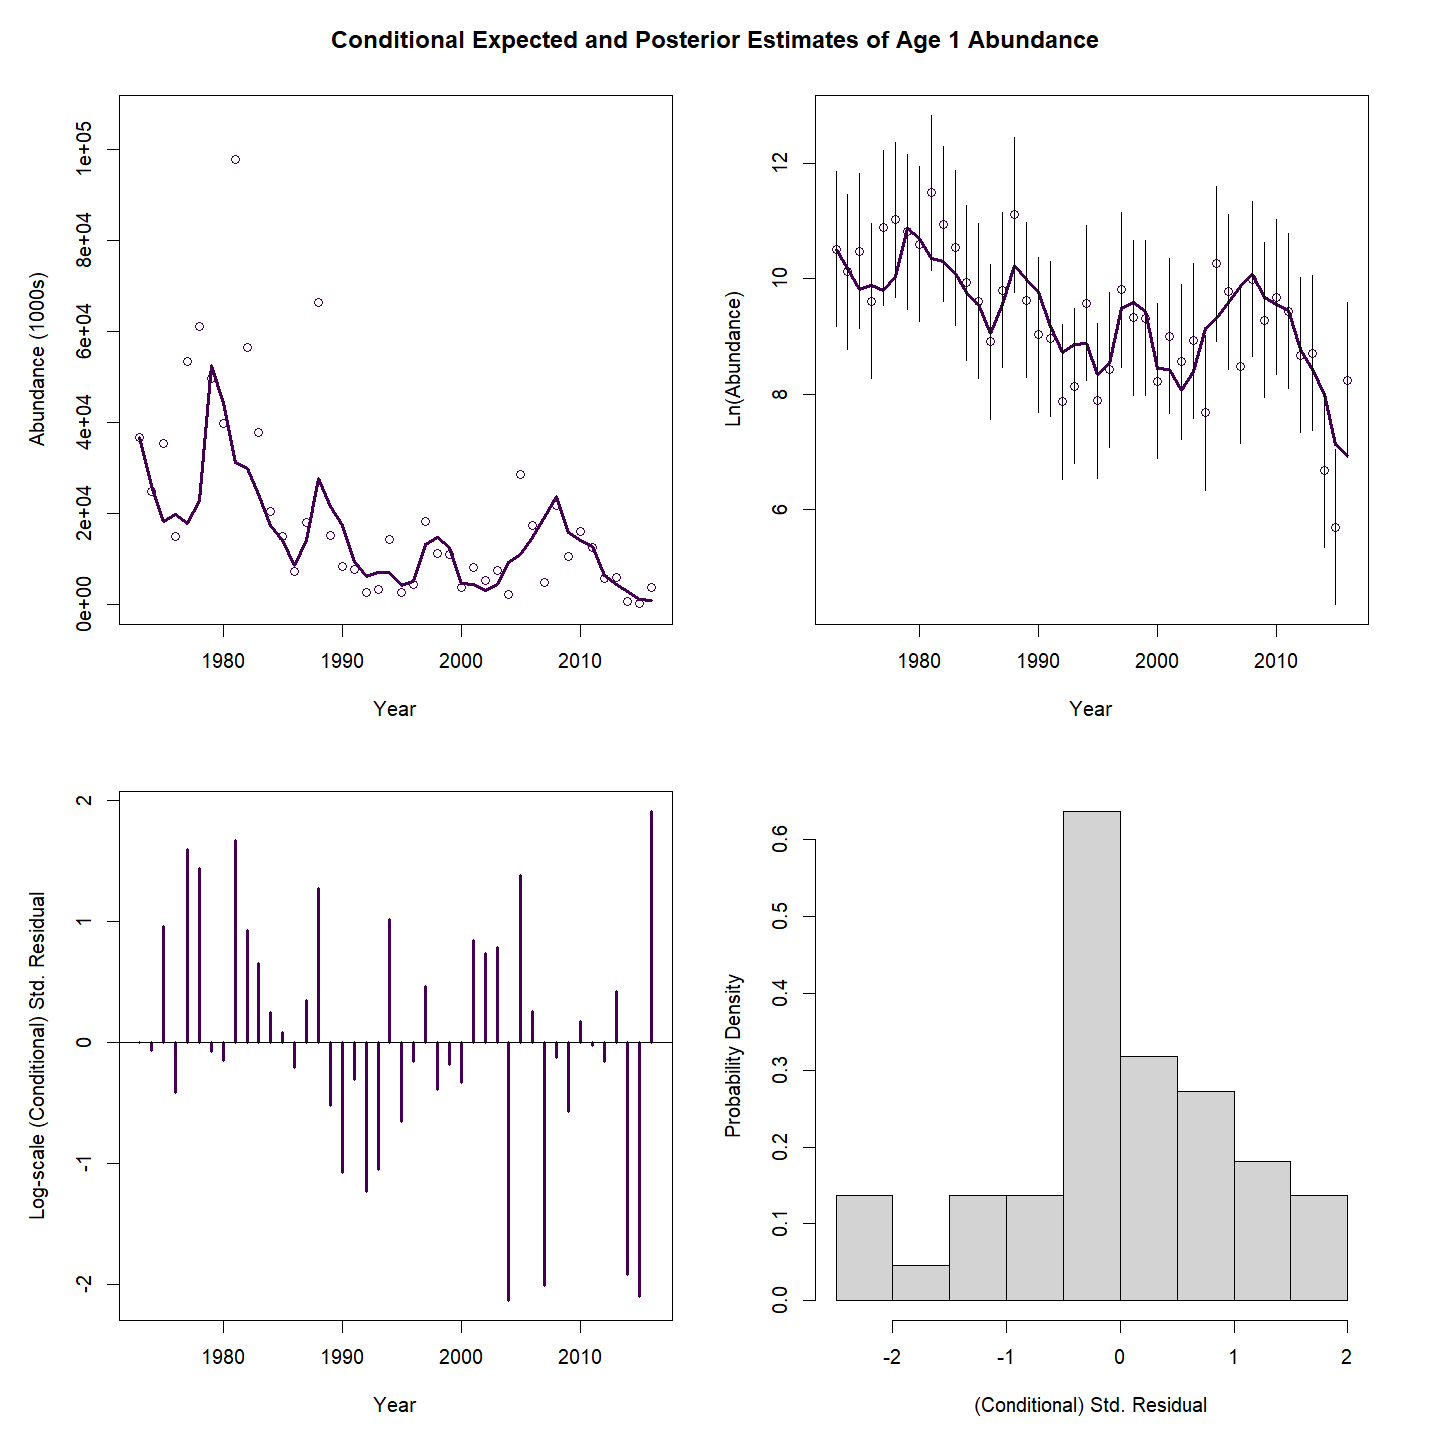 Conditional Expected and Posterior Estimates of Age 1 Abundance
Abundance (1000s)
1e+05
8e+04
6e+04
4e+04
2e+04
0e+00
1980 1990 2000 2010
Year
Ln(Abundance)
12
10
8
6
1980 1990 2000 2010
Year
Log-scale (Conditional) Std. Residual
2
1
0
-1
-2
1980 1990 2000 2010
Year
Probability Density
0.6
0.5
0.4
0.3
0.2
0.1
0.0
-2 -1 0 1 2
(Conditional) Std. Residual